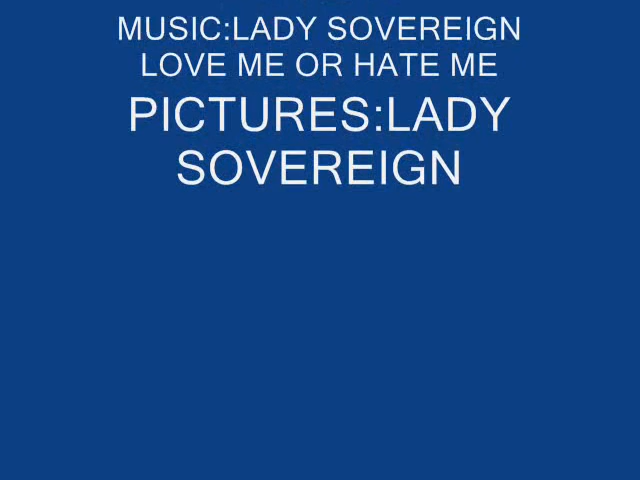 MUSIC:LADY SOVEREIGN
LOVE ME OR HATE ME
PICTURES:LADY
SOVEREIGN